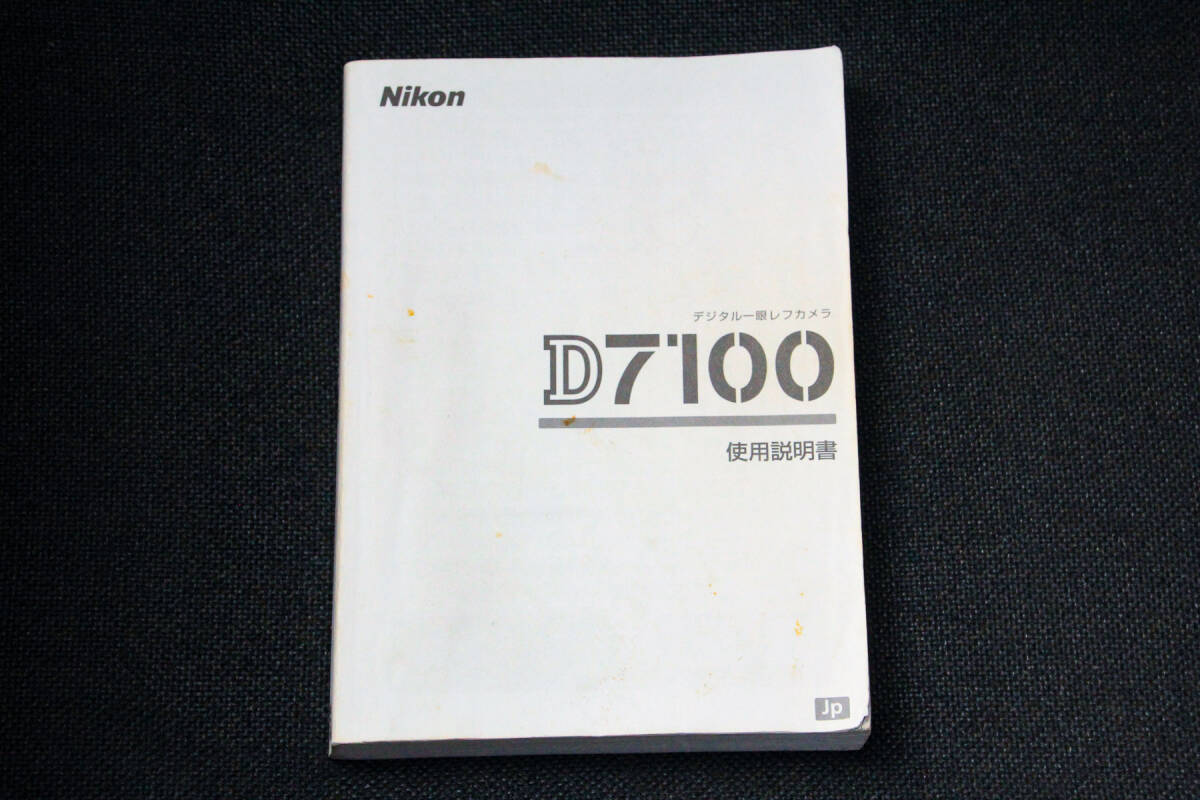 Nikon
デジタル一眼レフカメラ
D7100
使用説明書
Jp